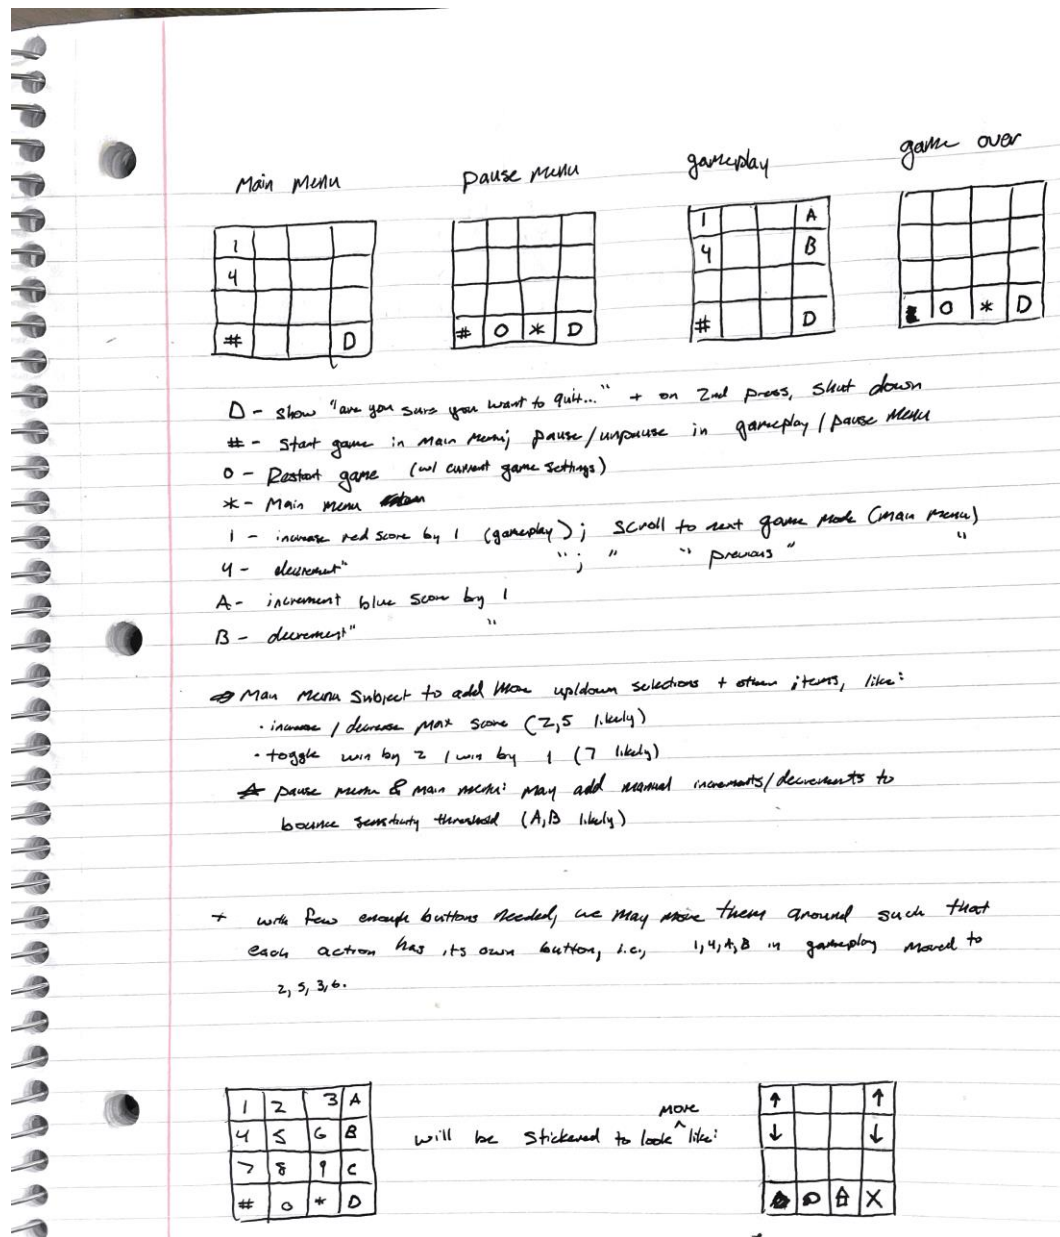 Main Menu
Pause Menu
gameplay
game over
1
4
# D
# 0 * D
1 A
4 B
# D
0 * D
D - show "are you sure you want to quit..." + on 2nd press, shut down
# - Start game in Main Menu; pause/unpause in gameplay / pause Menu
0 - Restart game (w/ current game settings)
* - Main menu
1 - increase red score by 1 (gameplay); scroll to next game mode (main menu)
4 - decrement " "; " " previous " "
A - increment blue score by 1
B - decrement " "
Main Menu Subject to add more up/down selections + other items, like:
· increase / decrease max score (2,5 likely)
· toggle win by 2 / win by 1 (7 likely)
pause menu & main menu: may add manual increments/decrements to
bounce sensitivity threshold (A,B likely)
+ with few enough buttons needed, we may move them around such that
each action has its own button, i.e., 1,4,A,B in gameplay moved to
2, 5, 3, 6.
1 2 3 A
4 5 6 B
7 8 9 C
# 0 * D
will be stickered to look more like:
↑ ↑
↓ ↓
X